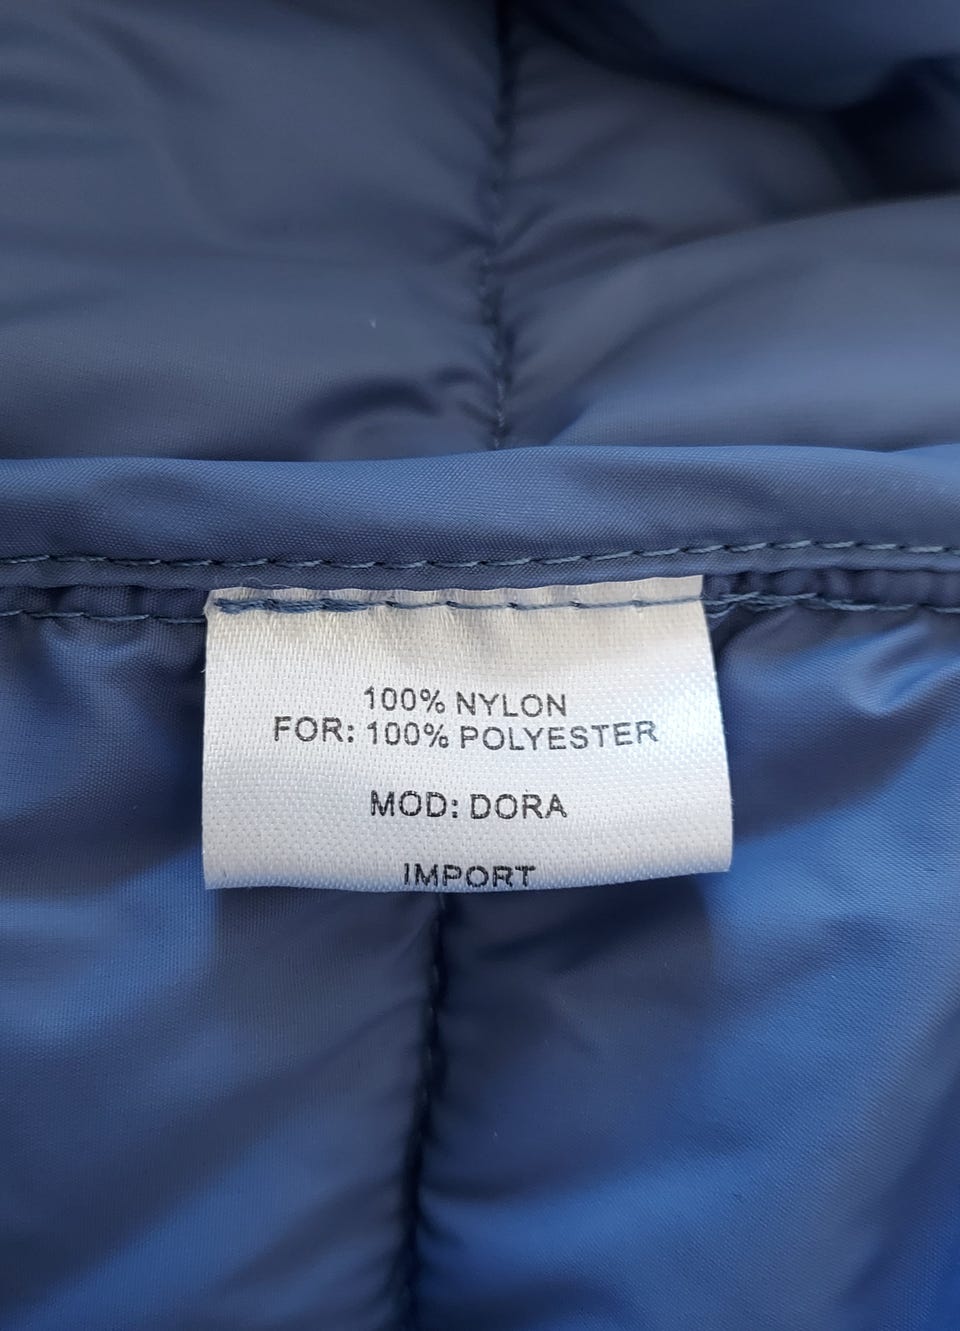 100% NYLON
FOR: 100% POLYESTER
MOD: DORA
IMPORT